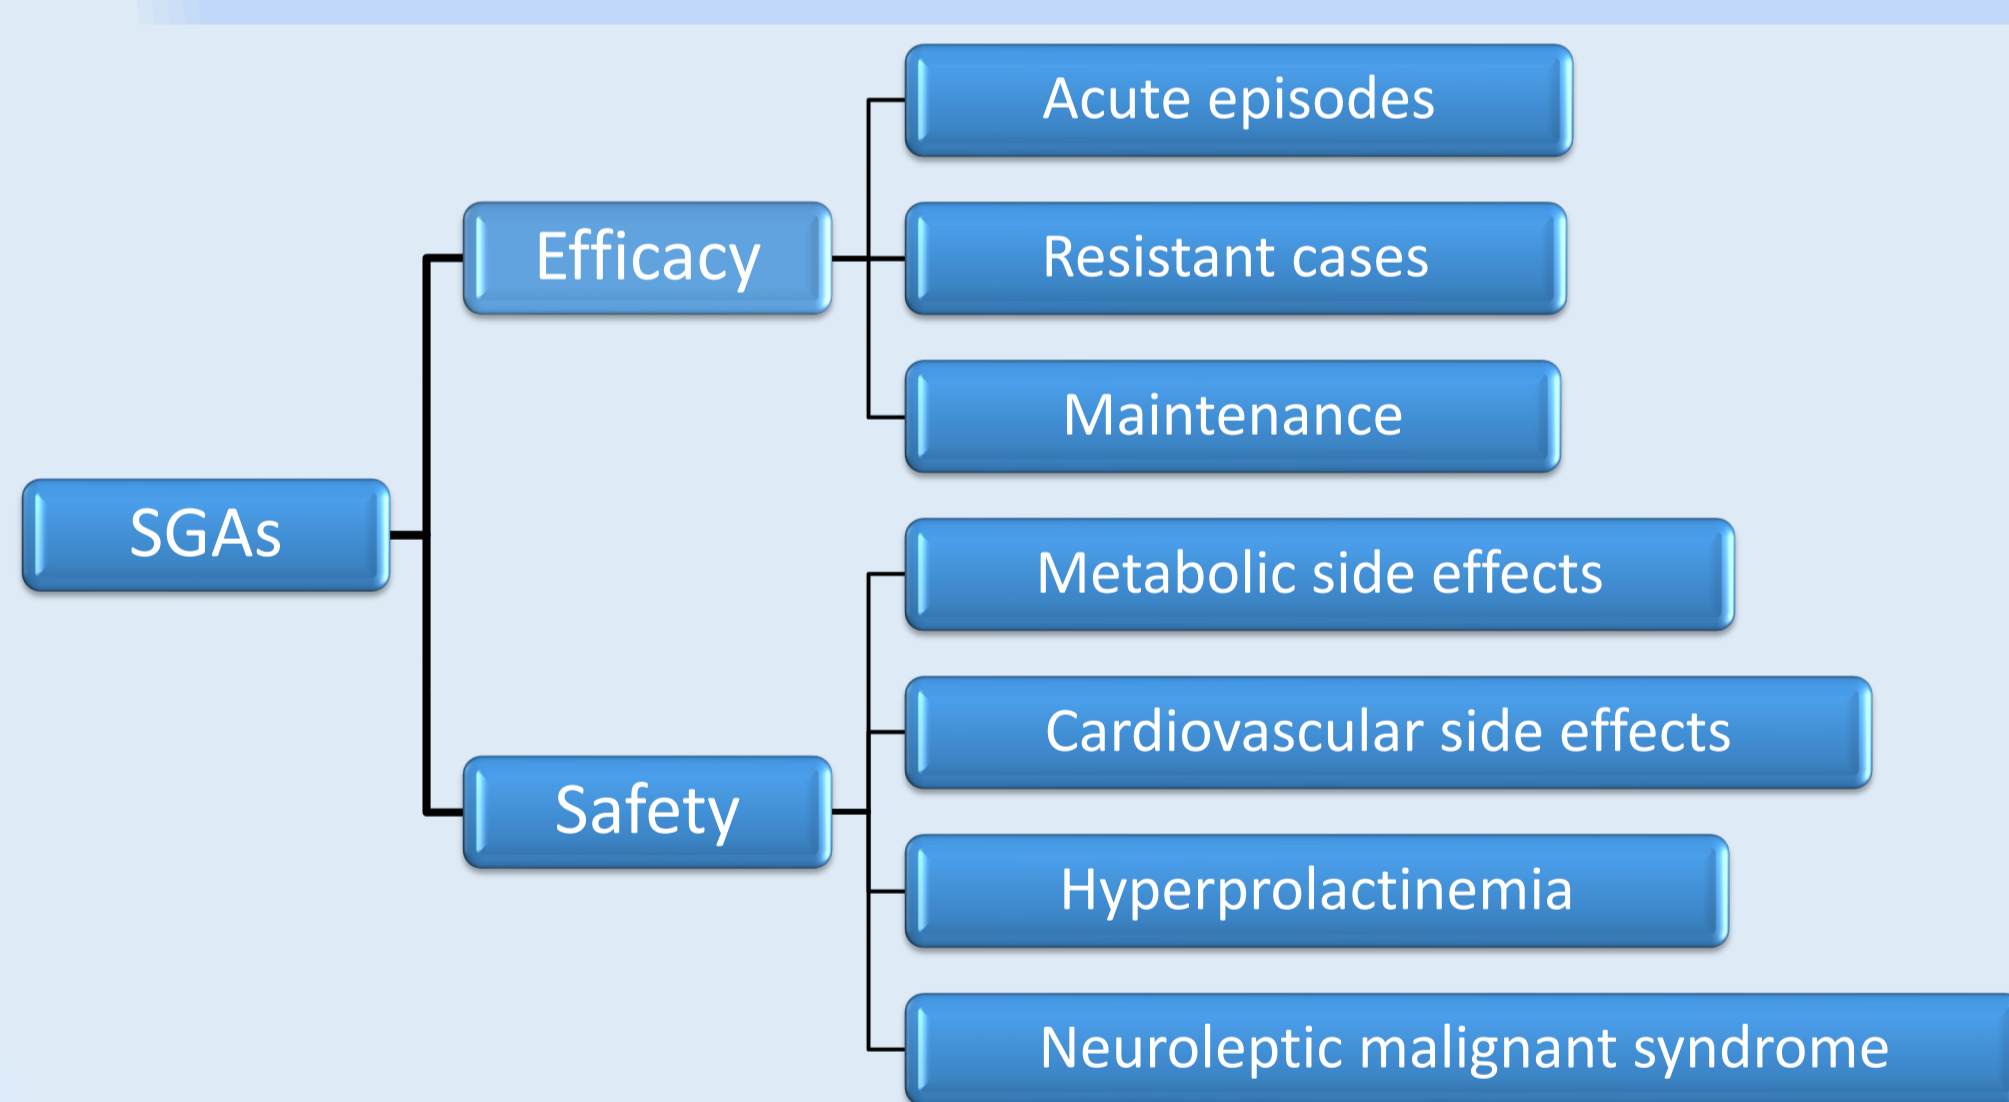 SGAs
Efficacy
Acute episodes
Resistant cases
Maintenance
Safety
Metabolic side effects
Cardiovascular side effects
Hyperprolactinemia
Neuroleptic malignant syndrome